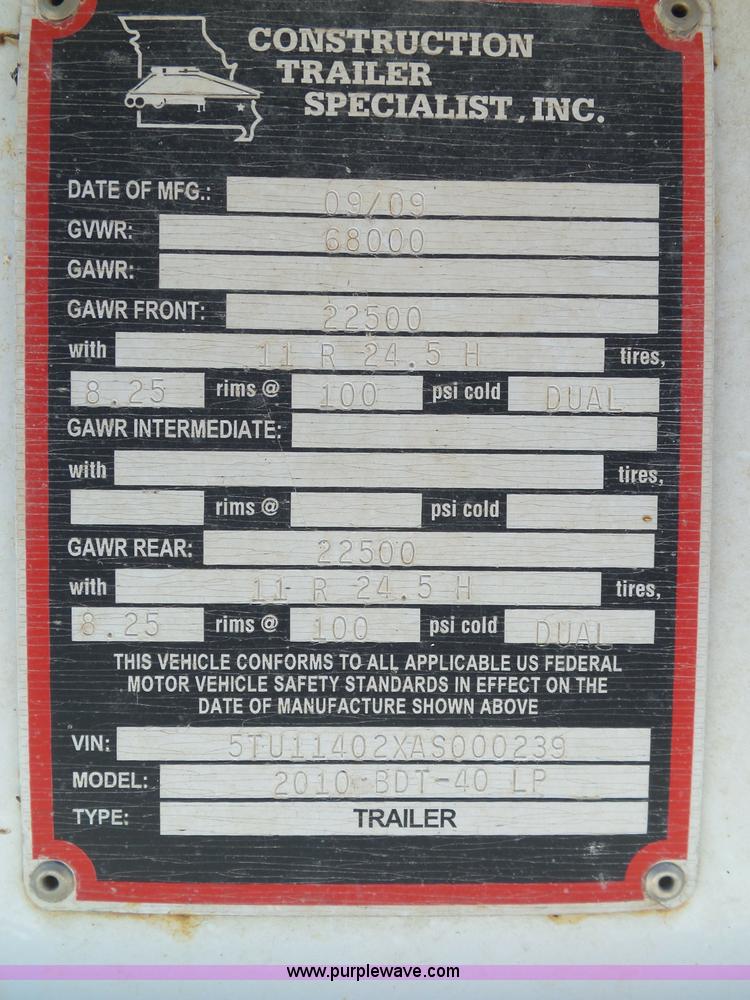 CONSTRUCTION
TRAILER
SPECIALIST, INC.
DATE OF MFG.: 09/09
GVWR: 68000
GAWR:
GAWR FRONT: 22500
with 11 R 24.5 H tires,
8.25 rims @ 100 psi cold DUAL
GAWR INTERMEDIATE:
with tires,
rims @ psi cold
GAWR REAR: 22500
with 11 R 24.5 H tires,
8.25 rims @ 100 psi cold DUAL
THIS VEHICLE CONFORMS TO ALL APPLICABLE US FEDERAL
MOTOR VEHICLE SAFETY STANDARDS IN EFFECT ON THE
DATE OF MANUFACTURE SHOWN ABOVE
VIN: 5TU11402XAS000239
MODEL: 2010 BDT-40 LP
TYPE: TRAILER
www.purplewave.com